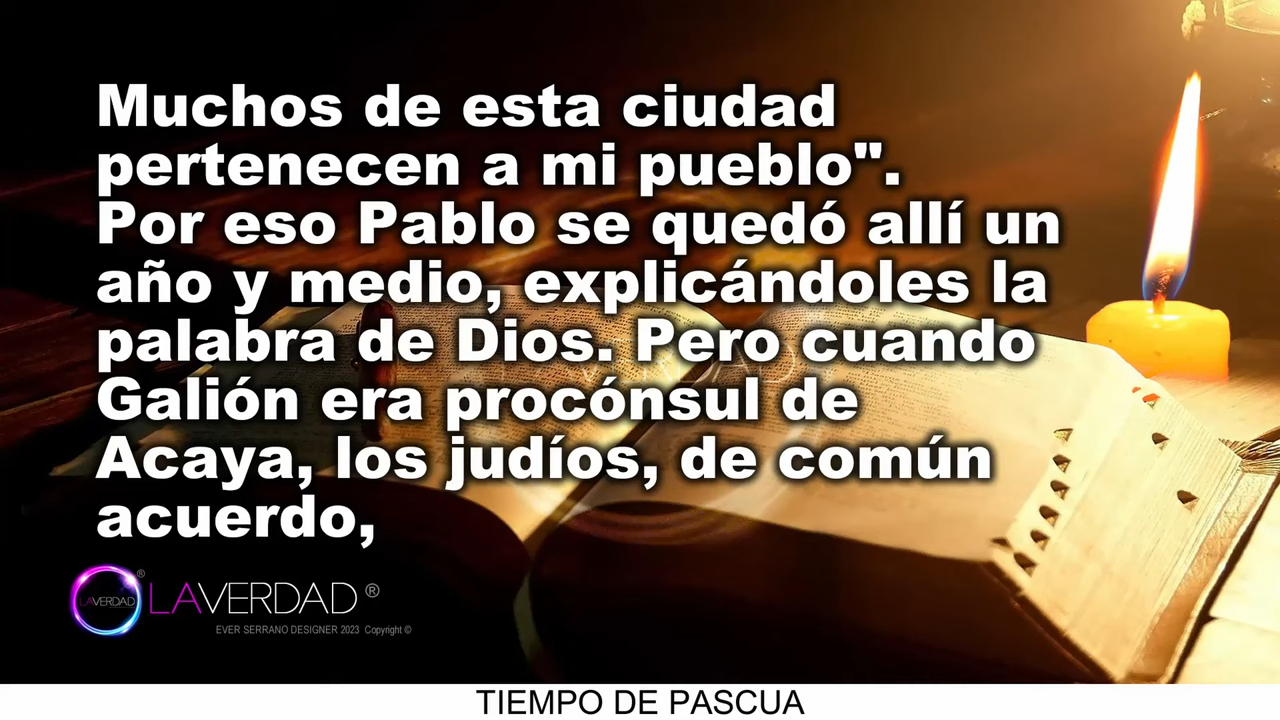 Muchos de esta ciudad
pertenecen a mi pueblo".
Por eso Pablo se quedó allí un
año y medio, explicándoles la
palabra de Dios. Pero cuando
Galión era procónsul de
Acaya, los judíos, de común
acuerdo,
LAVERDAD ®
LAVERDAD ®
EVER SERRANO DESIGNER 2023 Copyright ©
TIEMPO DE PASCUA